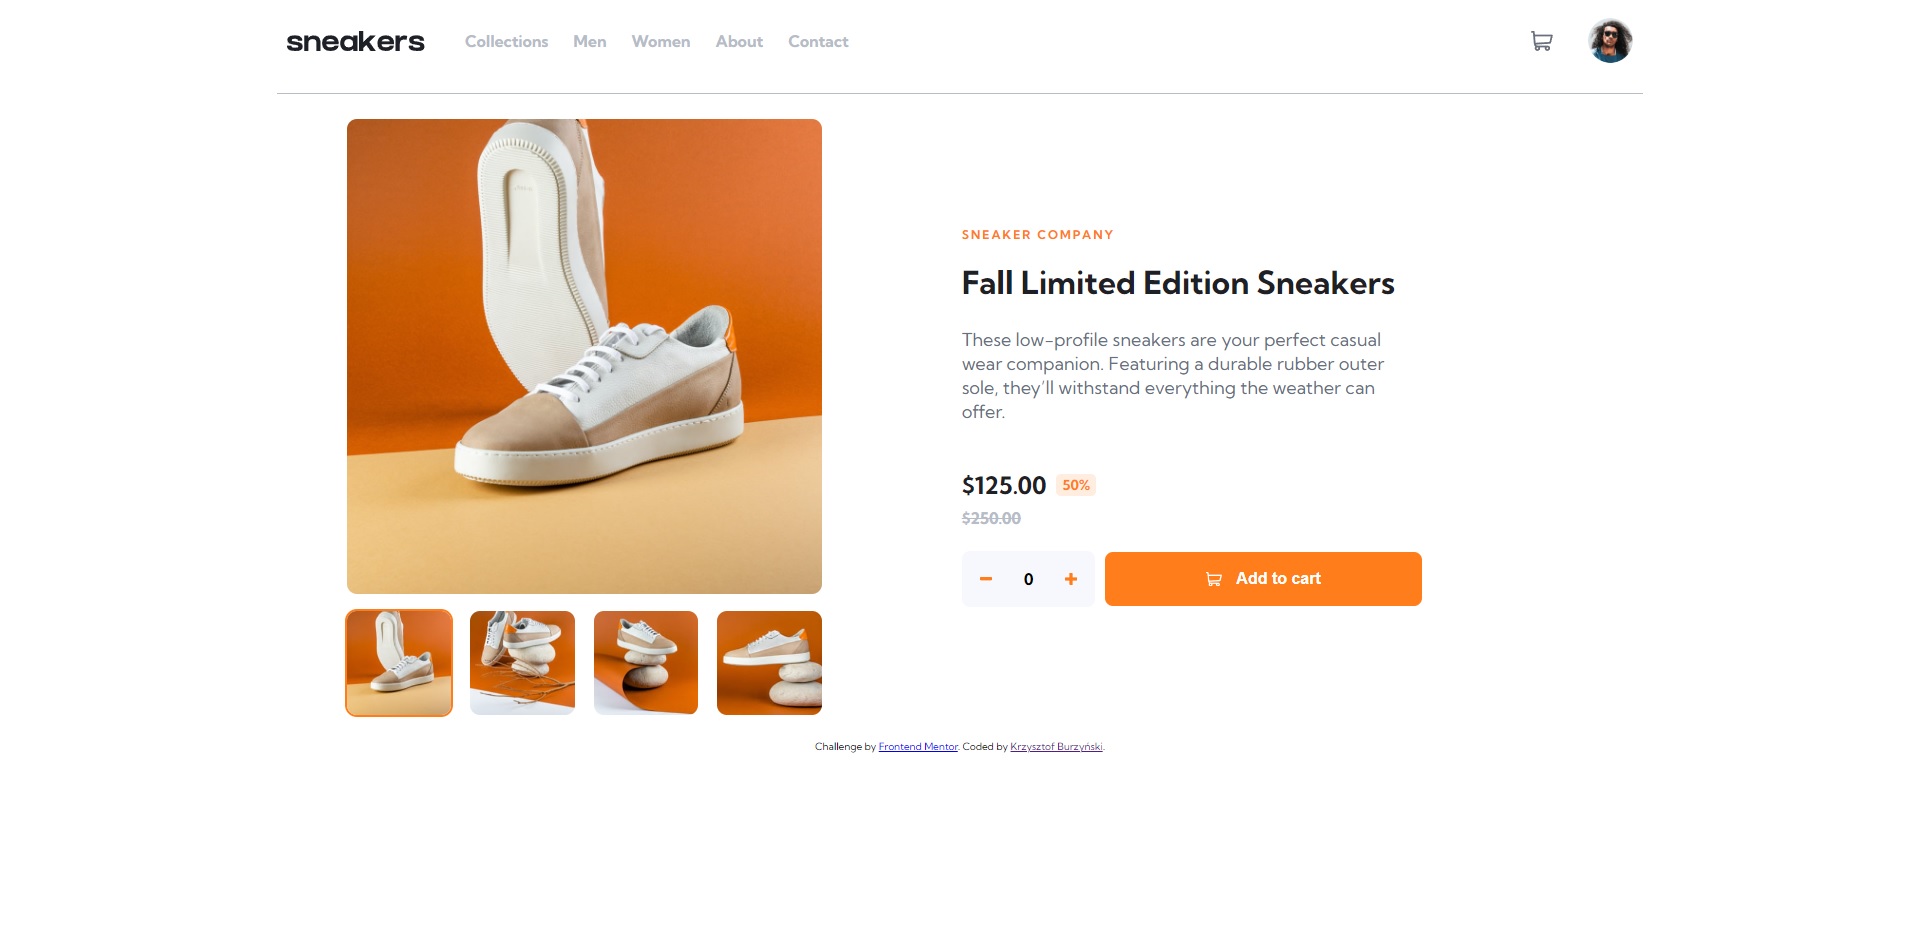 sneakers Collections Men Women About Contact
SNEAKER COMPANY
Fall Limited Edition Sneakers
These low-profile sneakers are your perfect casual
wear companion. Featuring a durable rubber outer
sole, they’ll withstand everything the weather can
offer.
$125.00 50%
$250.00
0 Add to cart
Challenge by Frontend Mentor. Coded by Krzysztof Burzyński.